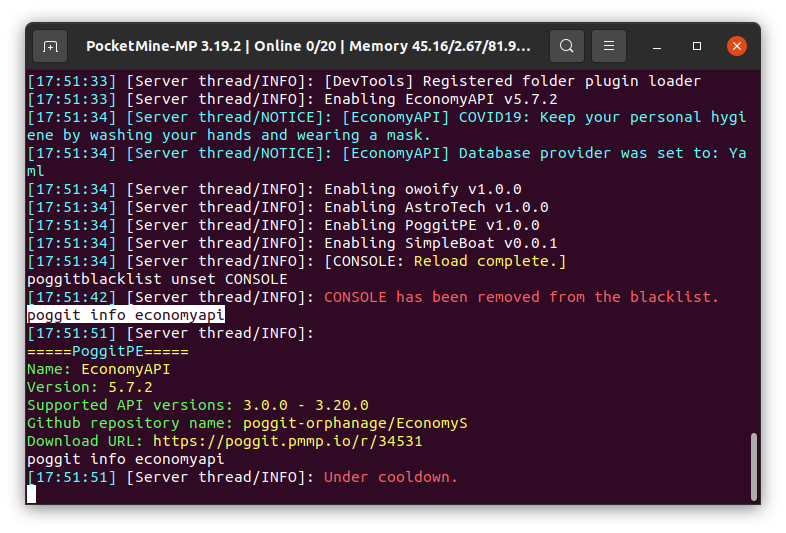 PocketMine-MP 3.19.2 | Online 0/20 | Memory 45.16/2.67/81.9...
[17:51:33] [Server thread/INFO]: [DevTools] Registered folder plugin loader
[17:51:33] [Server thread/INFO]: Enabling EconomyAPI v5.7.2
[17:51:34] [Server thread/NOTICE]: [EconomyAPI] COVID19: Keep your personal hygi
ene by washing your hands and wearing a mask.
[17:51:34] [Server thread/NOTICE]: [EconomyAPI] Database provider was set to: Ya
ml
[17:51:34] [Server thread/INFO]: Enabling owoify v1.0.0
[17:51:34] [Server thread/INFO]: Enabling AstroTech v1.0.0
[17:51:34] [Server thread/INFO]: Enabling PoggitPE v1.0.0
[17:51:34] [Server thread/INFO]: Enabling SimpleBoat v0.0.1
[17:51:34] [Server thread/INFO]: [CONSOLE: Reload complete.]
poggitblacklist unset CONSOLE
[17:51:42] [Server thread/INFO]: CONSOLE has been removed from the blacklist.
poggit info economyapi
[17:51:51] [Server thread/INFO]:
=====PoggitPE=====
Name: EconomyAPI
Version: 5.7.2
Supported API versions: 3.0.0 - 3.20.0
Github repository name: poggit-orphanage/EconomyS
Download URL: https://poggit.pmmp.io/r/34531
poggit info economyapi
[17:51:51] [Server thread/INFO]: Under cooldown.